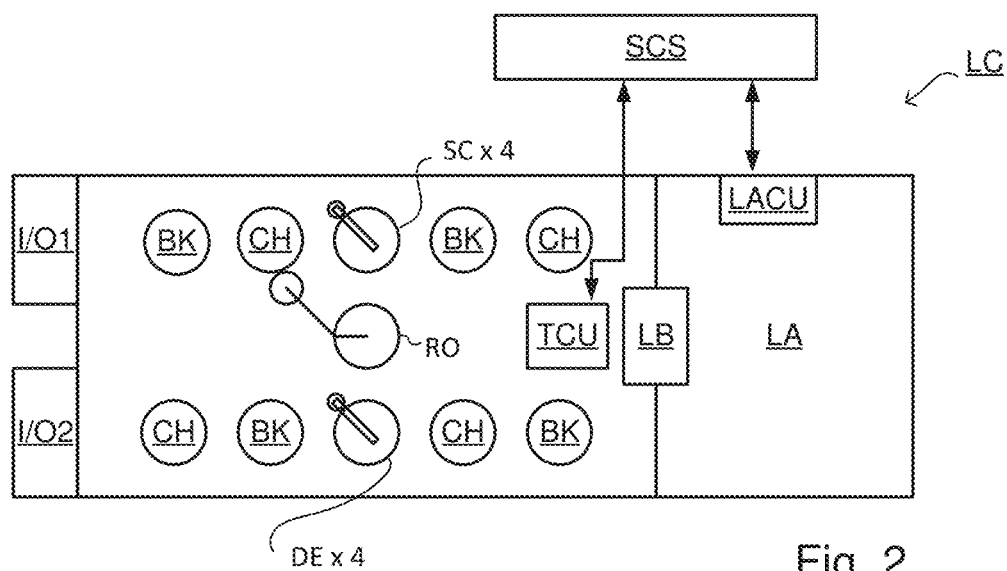 SCS
LC
SC x 4
LACU
I/O1
BK
CH
BK
CH
RO
TCU
LB
LA
I/O2
CH
BK
CH
BK
DE x 4
Fig. 2